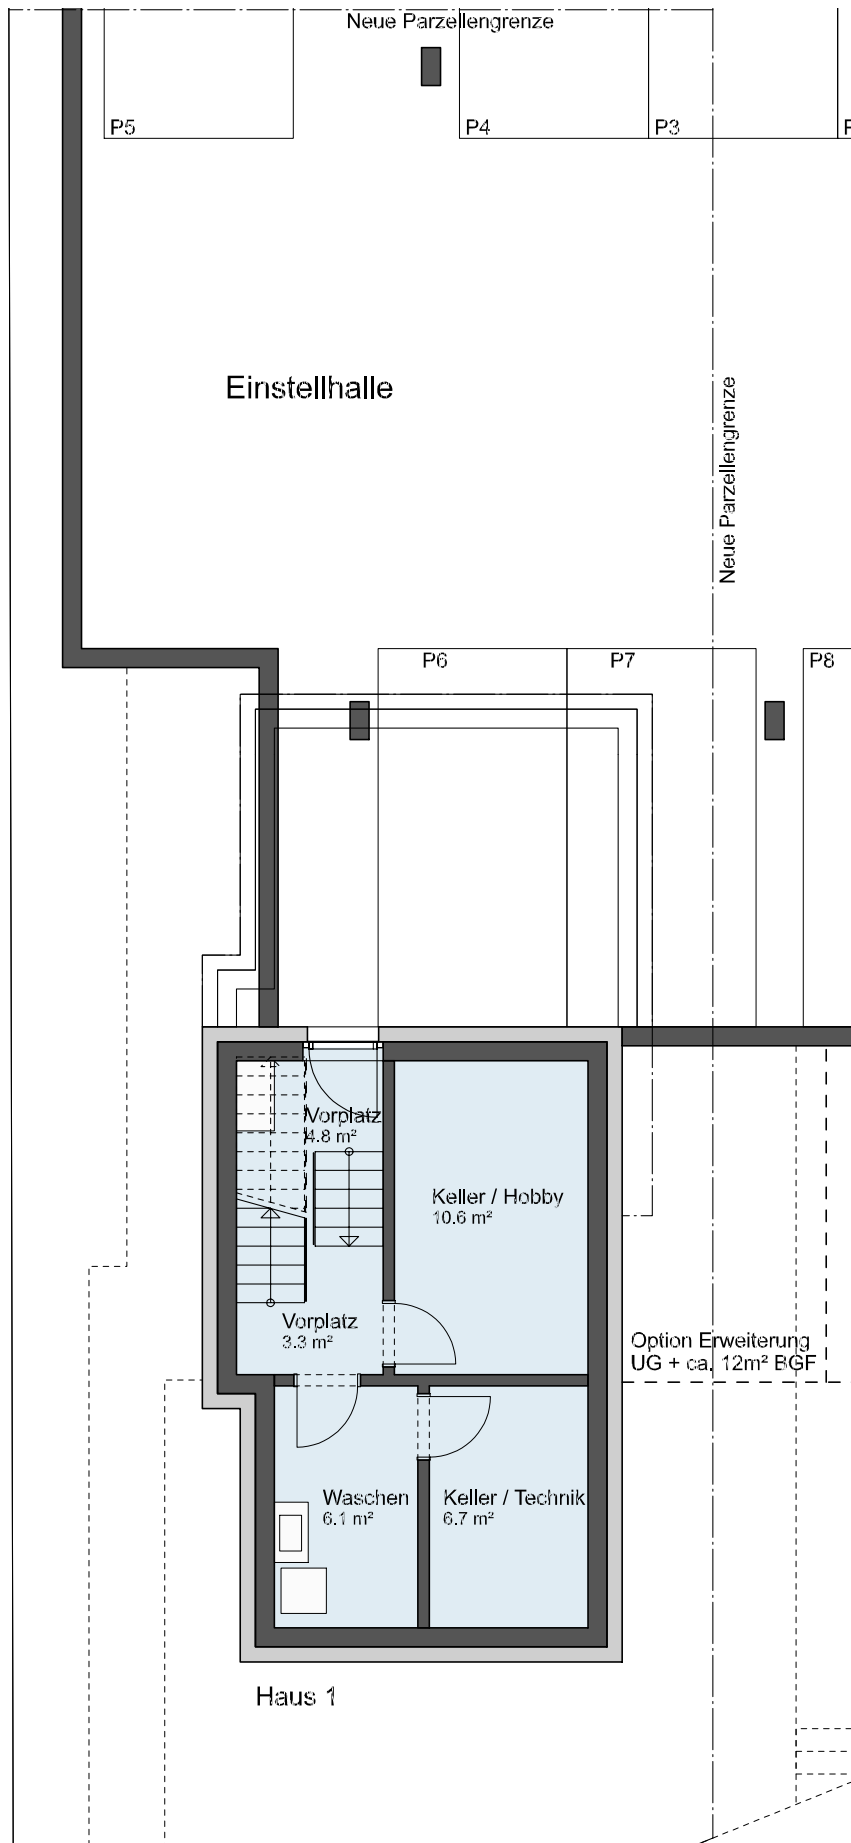 Neue Parzellengrenze
P5
P4
P3
Einstellhalle
Neue Parzellengrenze
P6
P7
P8
Vorplatz
4.8 m²
Keller / Hobby
10.6 m²
Vorplatz
3.3 m²
Option Erweiterung
UG + ca. 12m² BGF
Waschen
6.1 m²
Keller / Technik
6.7 m²
Haus 1